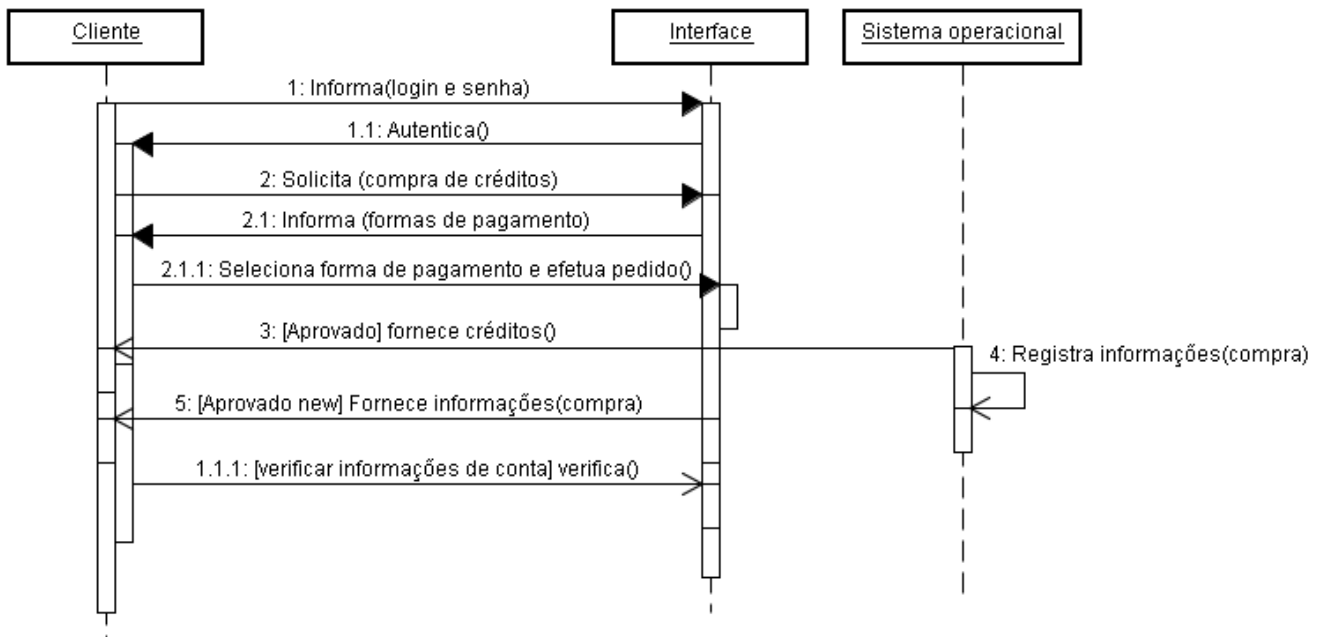 Cliente
Interface
Sistema operacional
1: Informa(login e senha)
1.1: Autentica()
2: Solicita (compra de créditos)
2.1: Informa (formas de pagamento)
2.1.1: Seleciona forma de pagamento e efetua pedido()
3: [Aprovado] fornece créditos()
4: Registra informações(compra)
5: [Aprovado new] Fornece informações(compra)
1.1.1: [verificar informações de conta] verifica()